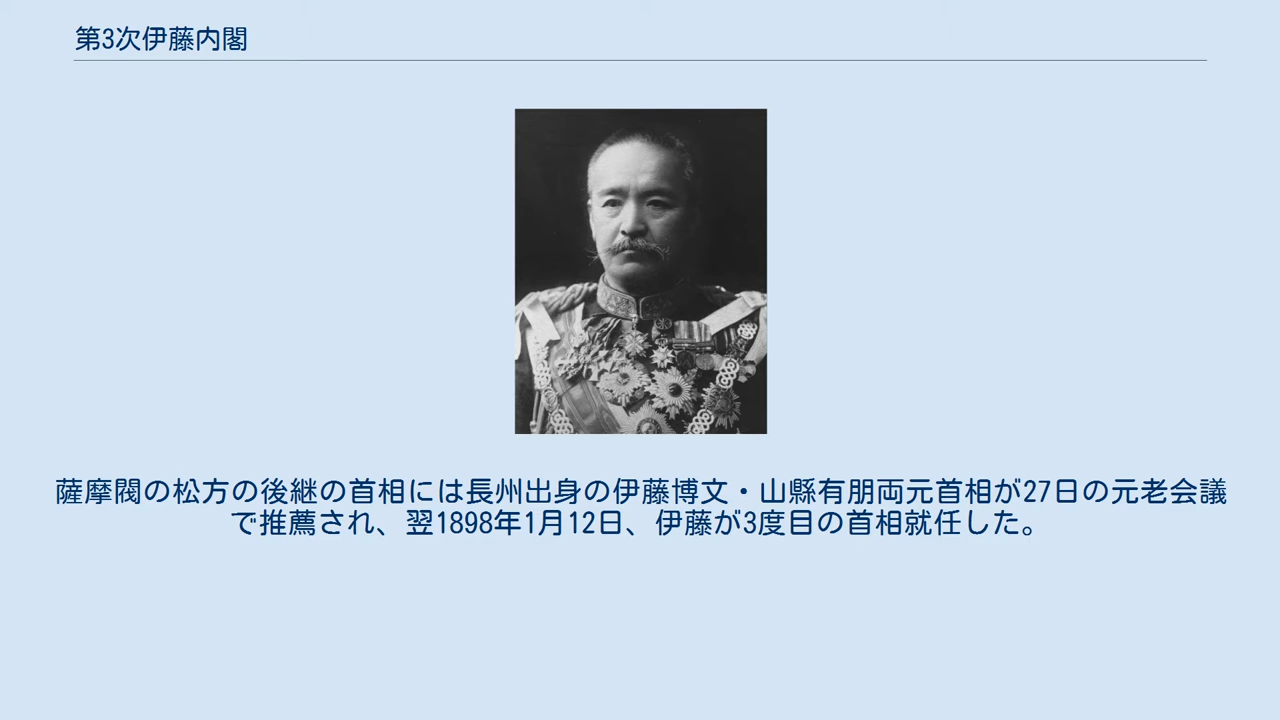 第3次伊藤内閣
薩摩閥の松方の後継の首相には長州出身の伊藤博文・山縣有朋両元首相が27日の元老会議
で推薦され、翌1898年1月12日、伊藤が3度目の首相就任した。